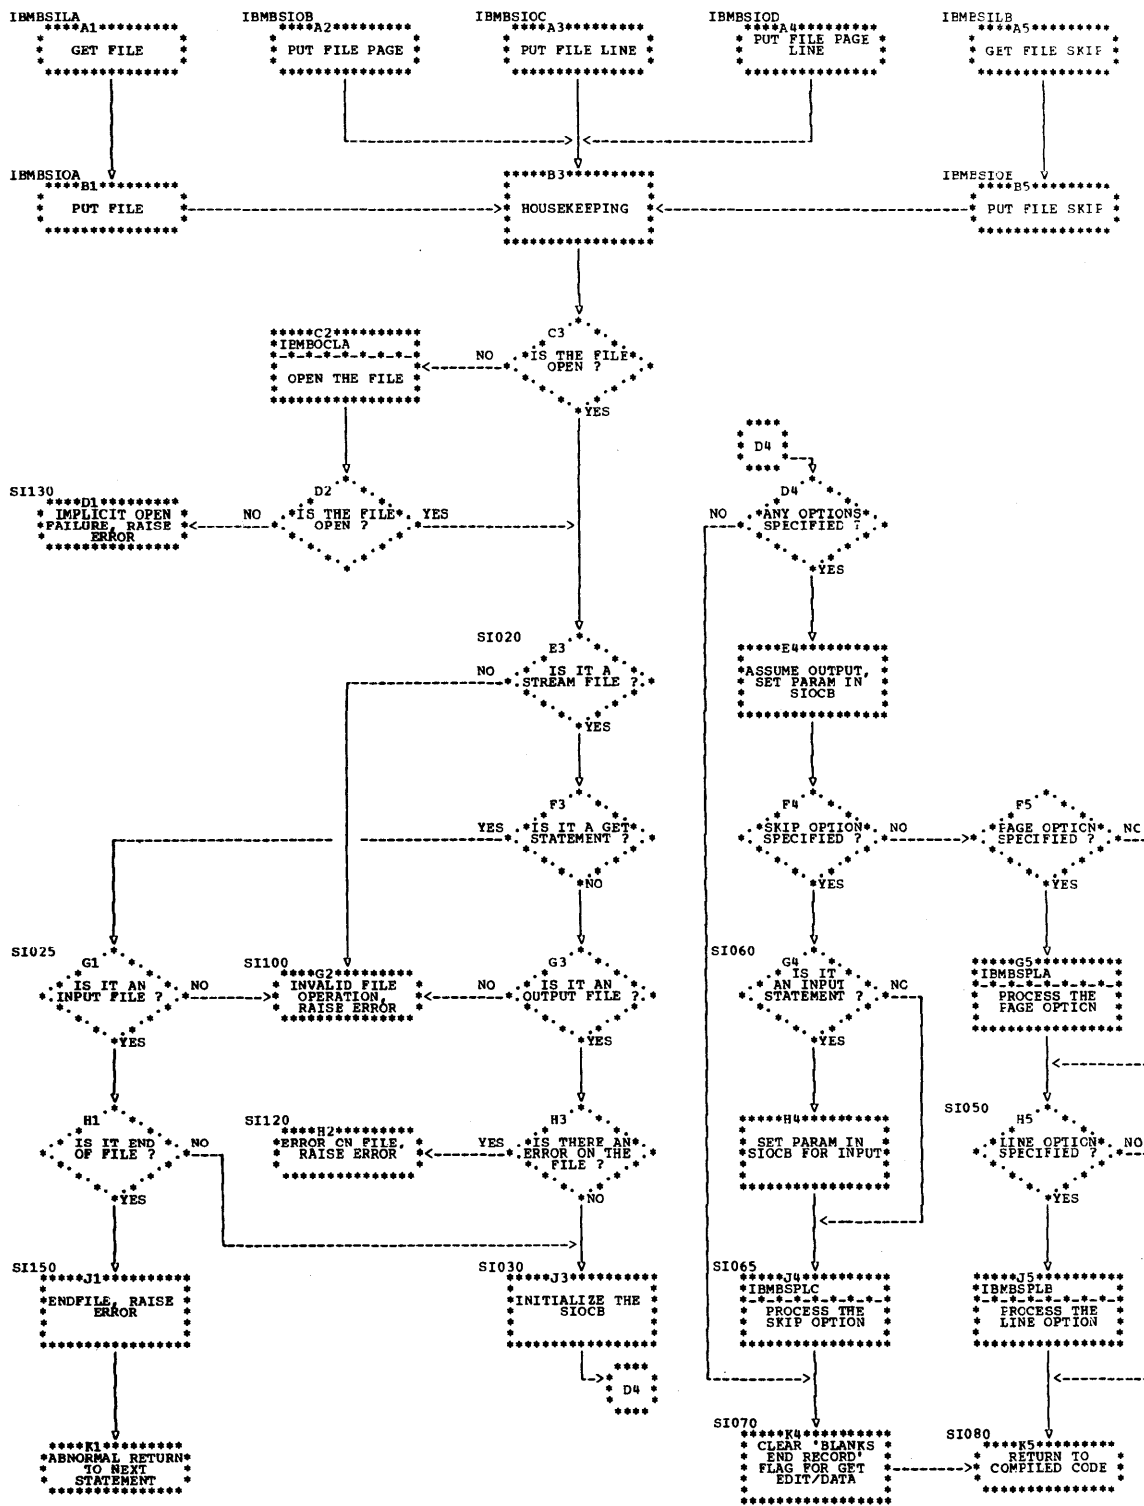 IBMBSILA
IBMBSIOB
IBMBSIOC
IBMBSIOD
IBMBSILB
A1
GET FILE
A2
PUT FILE PAGE
A3
PUT FILE LINE
A4
PUT FILE PAGE
LINE
A5
GET FILE SKIP
IBMBSIOA
B1
PUT FILE
B3
HOUSEKEEPING
IBMBSIOE
B5
PUT FILE SKIP
C2
IBMBOCLA
OPEN THE FILE
NO
C3
IS THE FILE
OPEN ?
YES
D4
SI130
D1
IMPLICIT OPEN
FAILURE, RAISE
ERROR
NO
D2
IS THE FILE
OPEN ?
YES
NO
D4
ANY OPTIONS
SPECIFIED ?
YES
SI020
NO
E3
IS IT A
STREAM FILE ?
YES
E4
ASSUME OUTPUT,
SET PARAM IN
SIOCB
YES
F3
IS IT A GET
STATEMENT ?
NO
F4
SKIP OPTION
SPECIFIED ?
NO
YES
F5
PAGE OPTION
SPECIFIED ?
NC
YES
SI025
G1
IS IT AN
INPUT FILE ?
NO
YES
SI100
G2
INVALID FILE
OPERATION,
RAISE ERROR
NO
G3
IS IT AN
OUTPUT FILE ?
YES
SI060
G4
IS IT
AN INPUT
STATEMENT ?
NC
YES
G5
IBMBSPLA
PROCESS THE
PAGE OPTION
H1
IS IT END
OF FILE ?
NO
YES
SI120
H2
ERROR CN FILE,
RAISE ERROR
YES
H3
IS THERE AN
ERROR ON THE
FILE ?
NO
H4
SET PARAM IN
SIOCB FOR INPUT
SI050
H5
LINE OPTION
SPECIFIED ?
NO
YES
SI150
J1
ENDFILE, RAISE
ERROR
SI030
J3
INITIALIZE THE
SIOCB
SI065
J4
IBMBSPLC
PROCESS THE
SKIP OPTION
J5
IBMBSPLB
PROCESS THE
LINE OPTION
D4
K1
ABNORMAL RETURN
TO NEXT
STATEMENT
SI070
K4
CLEAR 'BLANKS
END RECORD'
FLAG FOR GET
EDIT/DATA
SI080
K5
RETURN TO
COMPILED CODE